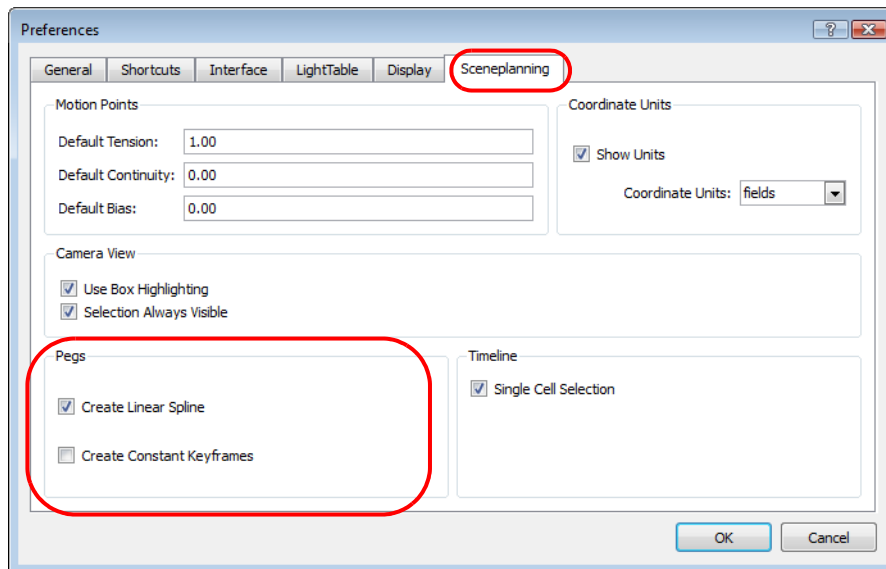 Preferences
General Shortcuts Interface LightTable Display Sceneplanning
Motion Points
Default Tension: 1.00
Default Continuity: 0.00
Default Bias: 0.00
Coordinate Units
Show Units
Coordinate Units: fields
Camera View
Use Box Highlighting
Selection Always Visible
Pegs
Create Linear Spline
Create Constant Keyframes
Timeline
Single Cell Selection
OK Cancel